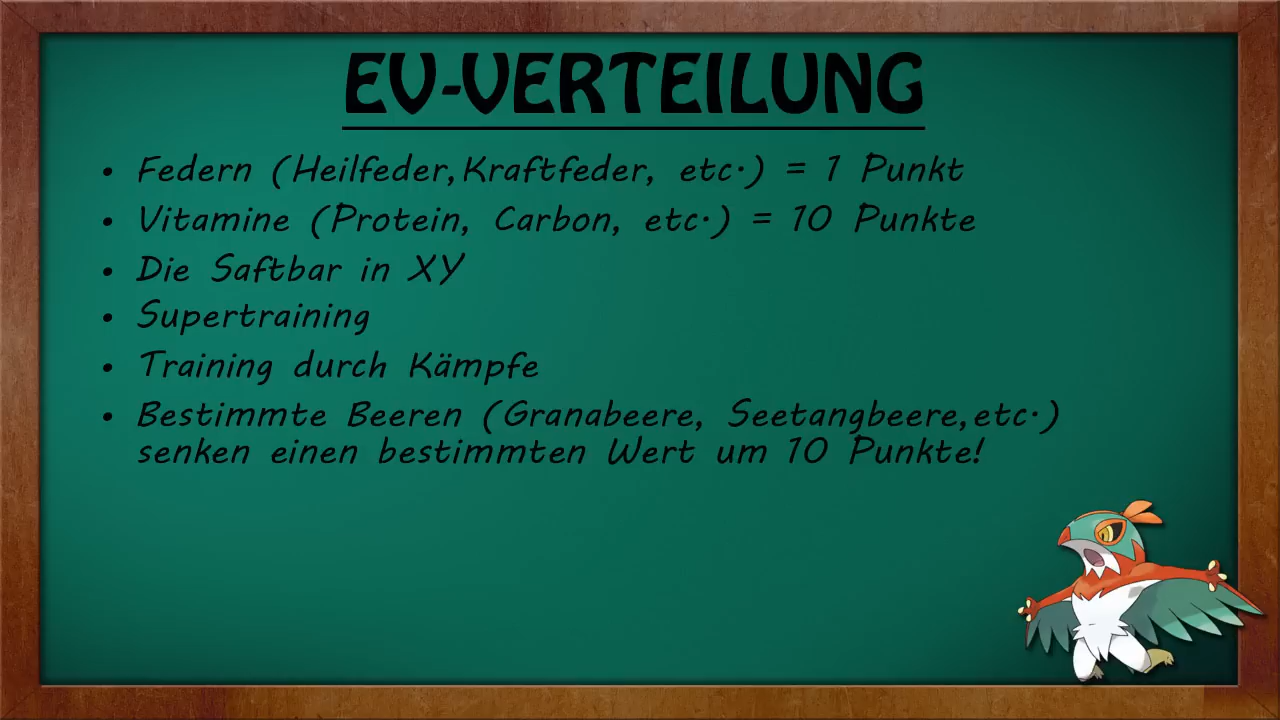 EV-VERTEILUNG
• Federn (Heilfeder, Kraftfeder, etc.) = 1 Punkt
• Vitamine (Protein, Carbon, etc.) = 10 Punkte
• Die Saftbar in XY
• Supertraining
• Training durch Kämpfe
• Bestimmte Beeren (Granabeere, Seetangbeere, etc.)
senken einen bestimmten Wert um 10 Punkte!